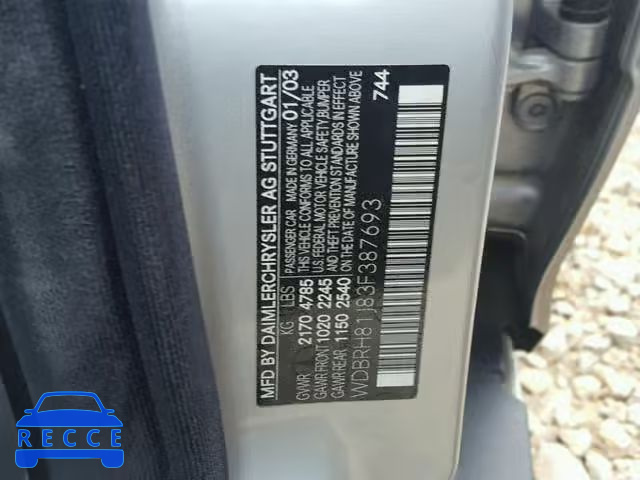 MFD BY DAIMLERCHRYSLER AG STUTTGART
KG LBS PASSENGER CAR MADE IN GERMANY 01/03
GVWR 2170 4785 THIS VEHICLE CONFORMS TO ALL APPLICABLE
GAWR FRONT 1020 2245 U.S. FEDERAL MOTOR VEHICLE SAFETY, BUMPER
GAWR REAR 1150 2540 AND THEFT PREVENTION STANDARDS IN EFFECT
ON THE DATE OF MANUFACTURE SHOWN ABOVE
744
WDBRH81J83F387693
RECCE